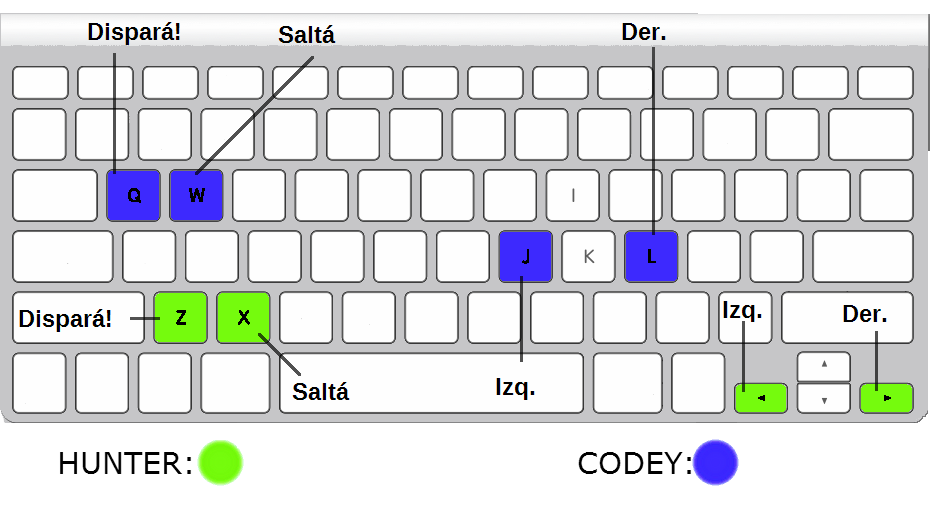 Dispará!
Saltá
Der.
Q
W
I
J
K
L
Dispará!
Z
X
Izq.
Der.
◄
▲
▼
►
Saltá
Izq.
HUNTER:
CODEY: